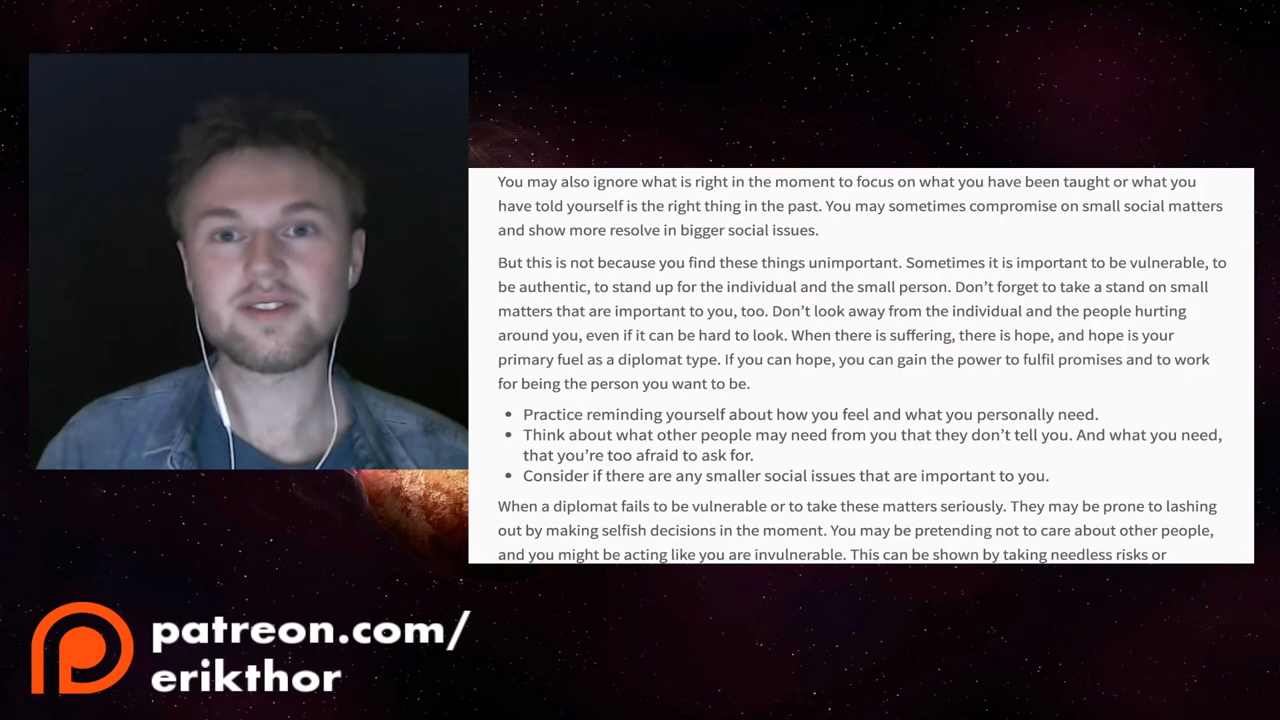 You may also ignore what is right in the moment to focus on what you have been taught or what you
have told yourself is the right thing in the past. You may sometimes compromise on small social matters
and show more resolve in bigger social issues.
But this is not because you find these things unimportant. Sometimes it is important to be vulnerable, to
be authentic, to stand up for the individual and the small person. Don’t forget to take a stand on small
matters that are important to you, too. Don’t look away from the individual and the people hurting
around you, even if it can be hard to look. When there is suffering, there is hope, and hope is your
primary fuel as a diplomat type. If you can hope, you can gain the power to fulfil promises and to work
for being the person you want to be.
• Practice reminding yourself about how you feel and what you personally need.
• Think about what other people may need from you that they don’t tell you. And what you need,
that you’re too afraid to ask for.
• Consider if there are any smaller social issues that are important to you.
When a diplomat fails to be vulnerable or to take these matters seriously. They may be prone to lashing
out by making selfish decisions in the moment. You may be pretending not to care about other people,
and you might be acting like you are invulnerable. This can be shown by taking needless risks or
patreon.com/
erikthor